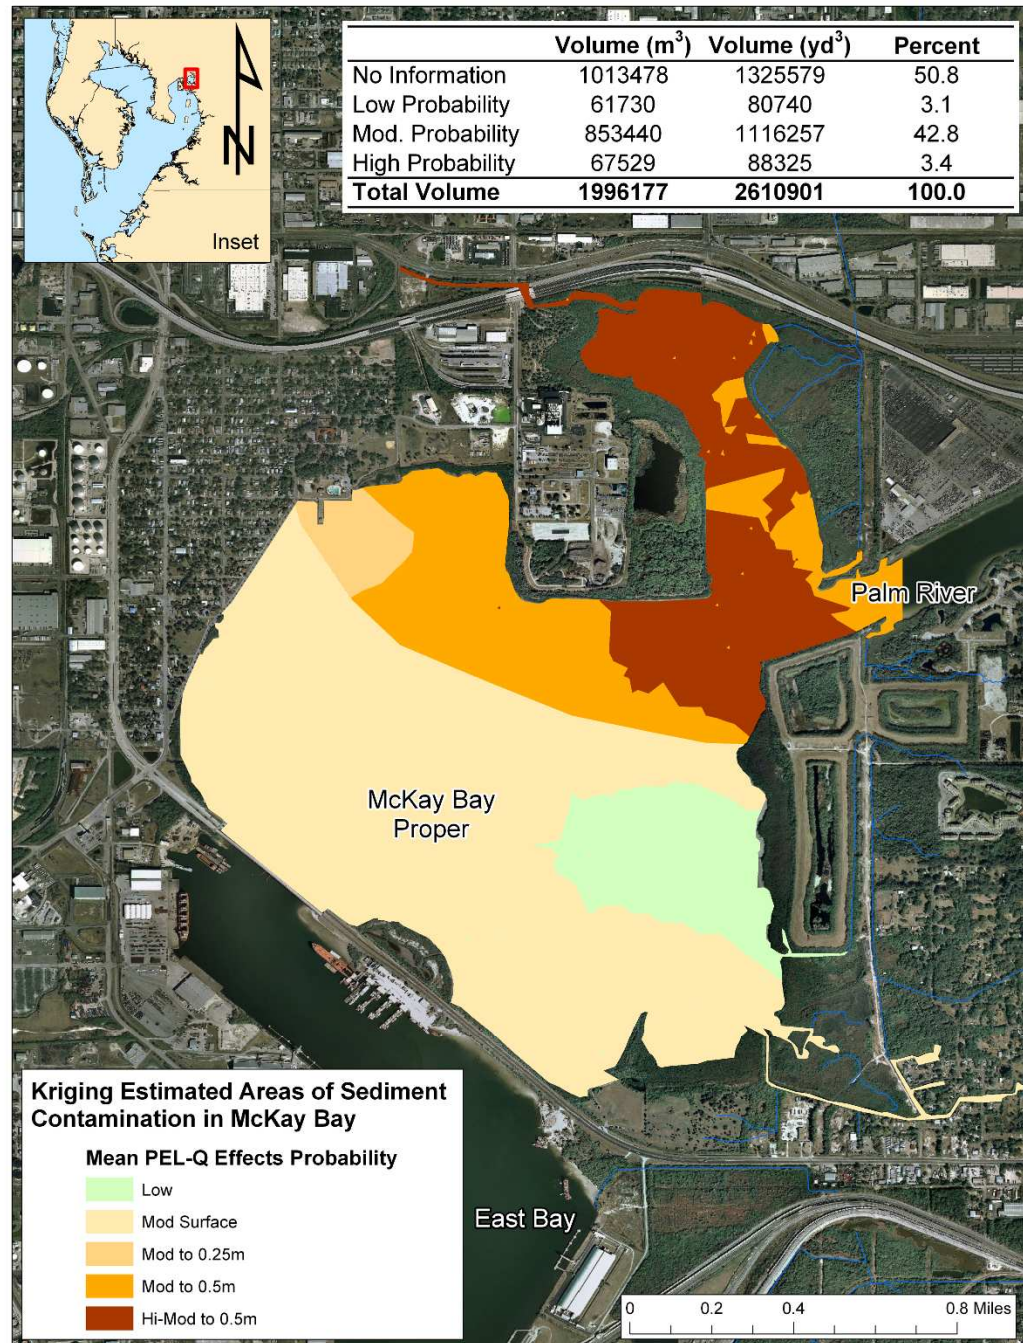 N
Inset
Volume (m³) Volume (yd³) Percent
No Information 1013478 1325579 50.8
Low Probability 61730 80740 3.1
Mod. Probability 853440 1116257 42.8
High Probability 67529 88325 3.4
Total Volume 1996177 2610901 100.0
Palm River
McKay Bay
Proper
Kriging Estimated Areas of Sediment
Contamination in McKay Bay
Mean PEL-Q Effects Probability
Low
Mod Surface
Mod to 0.25m
Mod to 0.5m
Hi-Mod to 0.5m
East Bay
0 0.2 0.4 0.8 Miles